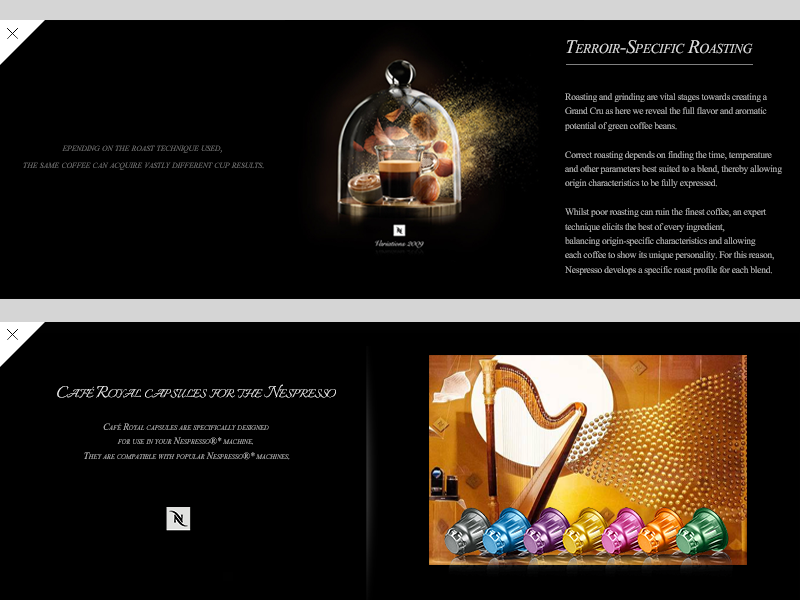 EPENDING ON THE ROAST TECHNIQUE USED,
THE SAME COFFEE CAN ACQUIRE VASTLY DIFFERENT CUP RESULTS.
Variations 2009
TERROIR-SPECIFIC ROASTING
Roasting and grinding are vital stages towards creating a
Grand Cru as here we reveal the full flavor and aromatic
potential of green coffee beans.
Correct roasting depends on finding the time, temperature
and other parameters best suited to a blend, thereby allowing
origin characteristics to be fully expressed.
Whilst poor roasting can ruin the finest coffee, an expert
technique elicits the best of every ingredient,
balancing origin-specific characteristics and allowing
each coffee to show its unique personality. For this reason,
Nespresso develops a specific roast profile for each blend.
CAFÉ ROYAL CAPSULES FOR THE NESPRESSO
CAFÉ ROYAL CAPSULES ARE SPECIFICALLY DESIGNED
FOR USE IN YOUR NESPRESSO®* MACHINE.
THEY ARE COMPATIBLE WITH POPULAR NESPRESSO®* MACHINES.
N